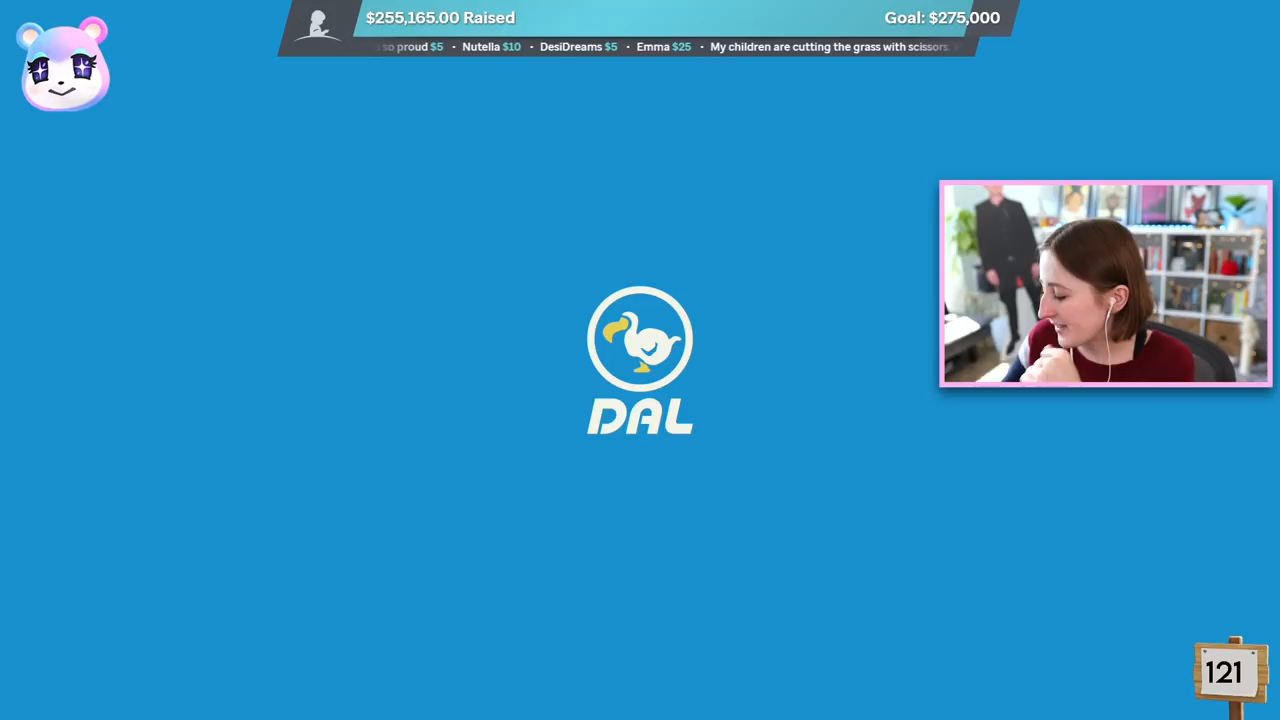 $255,165.00 Raised
Goal: $275,000
so proud $5 · Nutella $10 · DesiDreams $5 · Emma $25 · My children are cutting the grass with scissors.
DAL
121